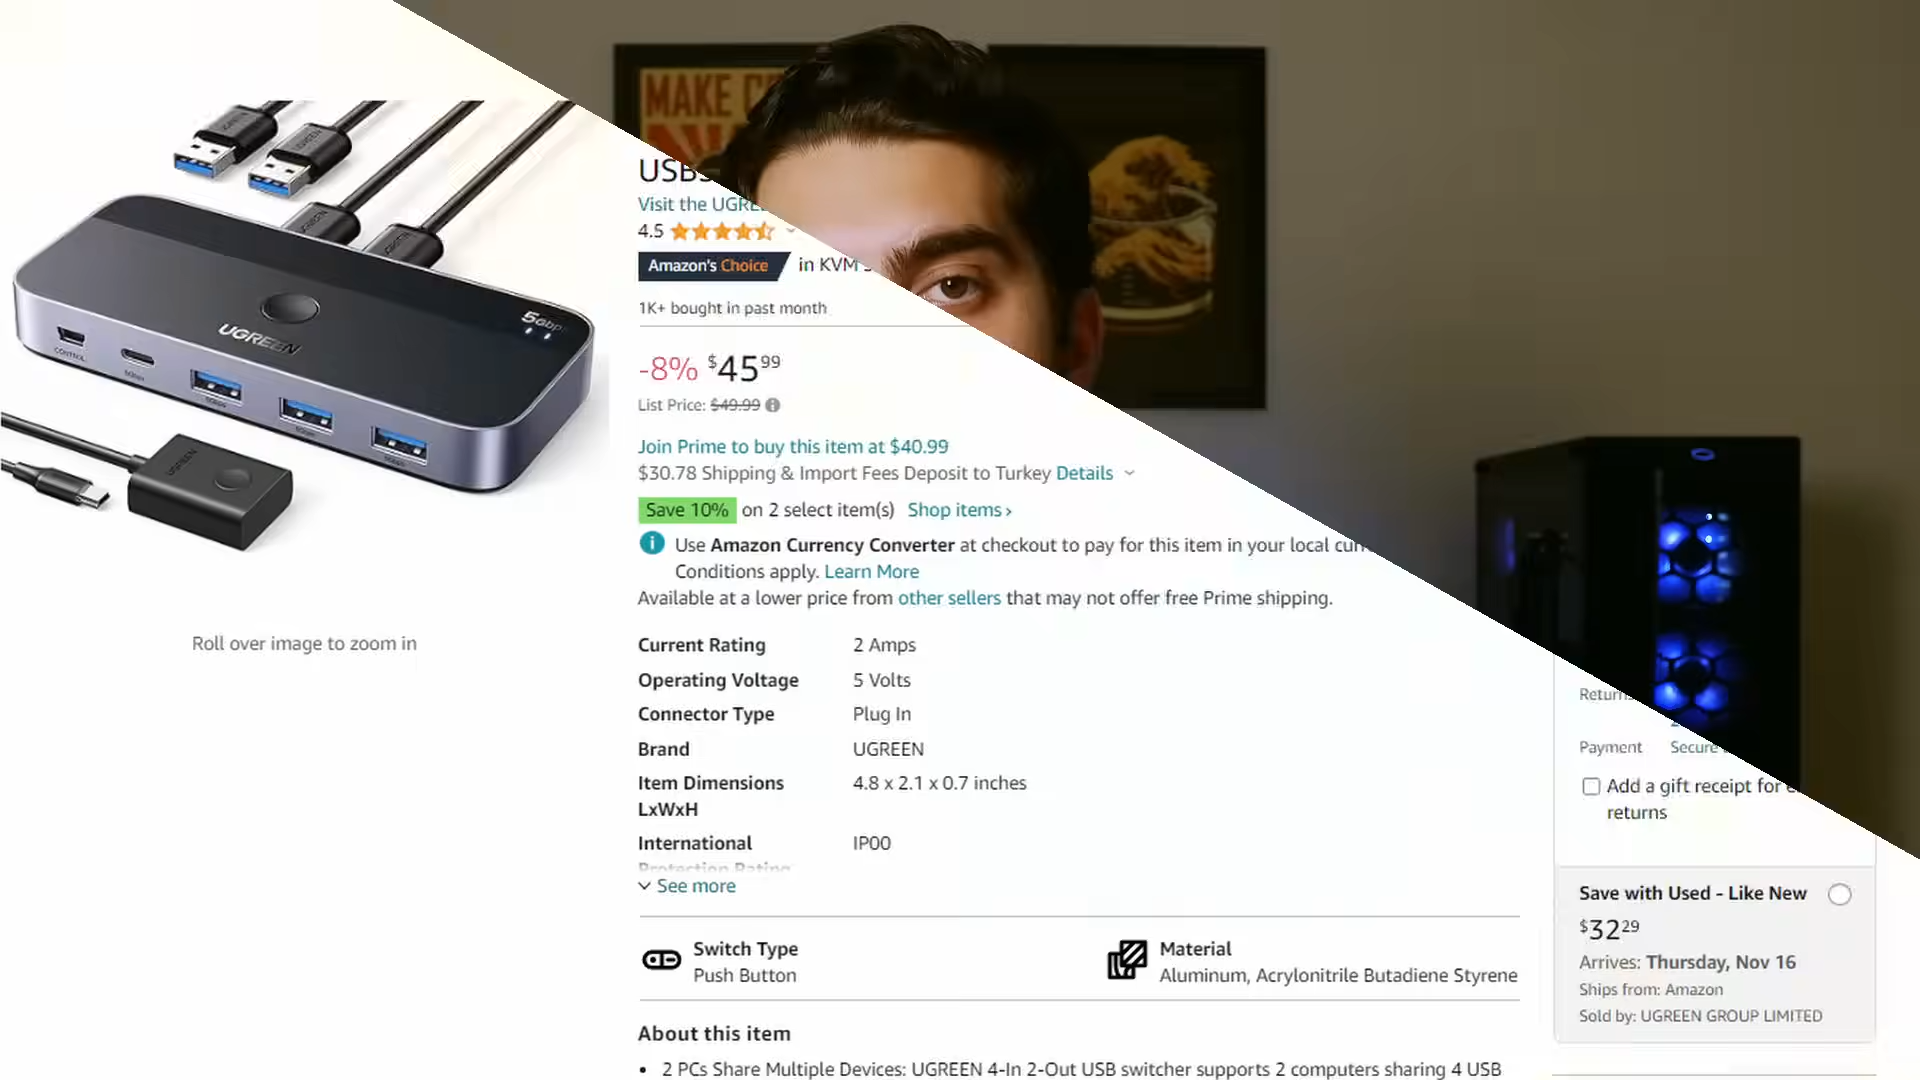 MAKE
USB
Visit the UGREE
4.5
Amazon's Choice in KVM
1K+ bought in past month
-8% $45 99
List Price: $49.99
Join Prime to buy this item at $40.99
$30.78 Shipping & Import Fees Deposit to Turkey Details
Save 10% on 2 select item(s) Shop items ›
Use Amazon Currency Converter at checkout to pay for this item in your local curr
Conditions apply. Learn More
Available at a lower price from other sellers that may not offer free Prime shipping.
Current Rating 2 Amps
Operating Voltage 5 Volts
Connector Type Plug In
Brand UGREEN
Item Dimensions 4.8 x 2.1 x 0.7 inches
LxWxH
International IP00
Protection Rating
See more
Switch Type
Push Button
Material
Aluminum, Acrylonitrile Butadiene Styrene
About this item
• 2 PCs Share Multiple Devices: UGREEN 4-In 2-Out USB switcher supports 2 computers sharing 4 USB
UGREEN
5Gbps
CONTROL
UGREEN
Roll over image to zoom in
Return
Payment Secure
Add a gift receipt for
returns
Save with Used - Like New
$32 29
Arrives: Thursday, Nov 16
Ships from: Amazon
Sold by: UGREEN GROUP LIMITED